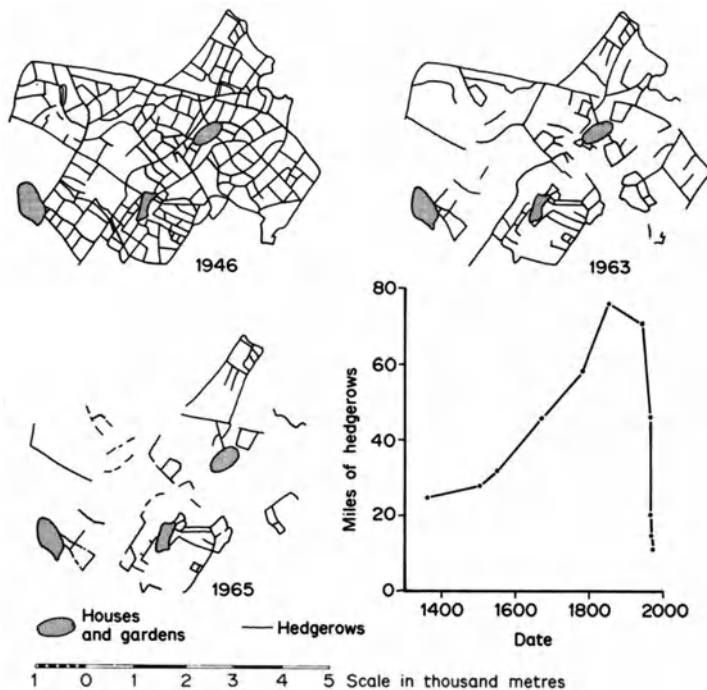 1946
1963
1965
80
60
40
20
0
Miles of hedgerows
1400 1600 1800 2000
Date
Houses
and gardens
Hedgerows
1 0 1 2 3 4 5 Scale in thousand metres